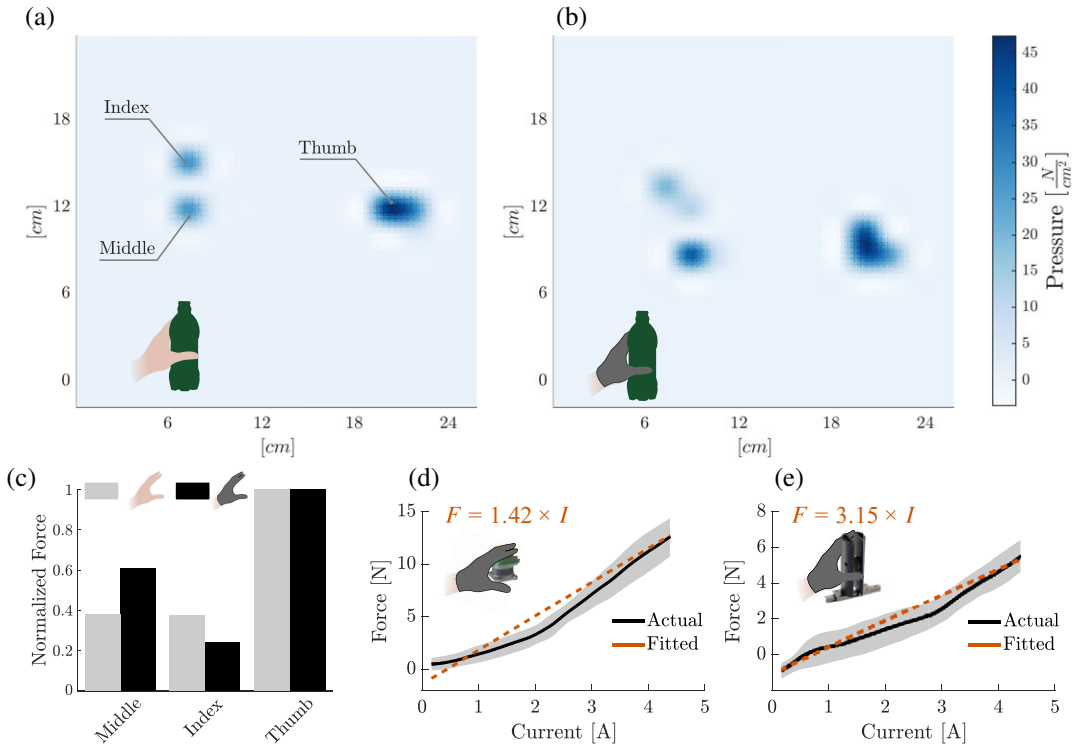 (a)
(b)
Index
Thumb
Middle
18
12
6
0
[cm]
6
12
18
24
[cm]
18
12
6
0
[cm]
6
12
18
24
[cm]
45
40
35
30
25
20
15
10
5
0
Pressure [N/cm²]
(c)
Normalized Force
1
0.8
0.6
0.4
0.2
0
Middle
Index
Thumb
(d)
F = 1.42 × I
Force [N]
15
10
5
0
Actual
Fitted
0
1
2
3
4
5
Current [A]
(e)
F = 3.15 × I
Force [N]
8
6
4
2
0
Actual
Fitted
0
1
2
3
4
5
Current [A]